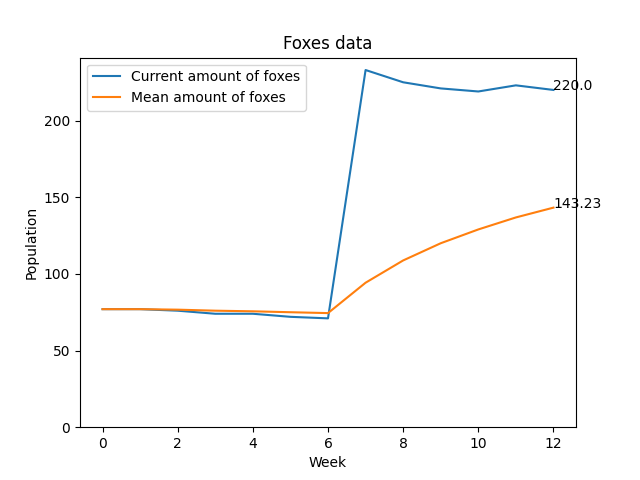 Foxes data
Current amount of foxes
Mean amount of foxes
220.0
143.23
200
150
100
50
0
Population
0 2 4 6 8 10 12
Week